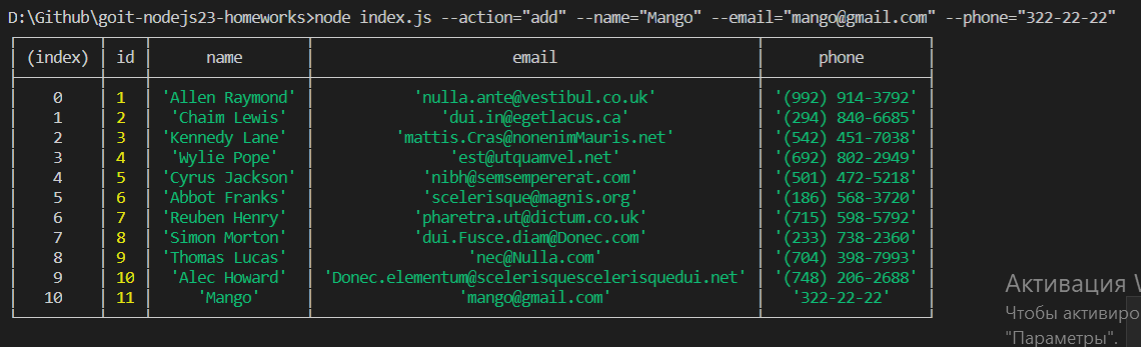 D:\Github\goit-nodejs23-homeworks>node index.js --action="add" --name="Mango" --email="mango@gmail.com" --phone="322-22-22"
(index) id name email phone
0 1 'Allen Raymond' 'nulla.ante@vestibul.co.uk' '(992) 914-3792'
1 2 'Chaim Lewis' 'dui.in@egetlacus.ca' '(294) 840-6685'
2 3 'Kennedy Lane' 'mattis.Cras@nonenimMauris.net' '(542) 451-7038'
3 4 'Wylie Pope' 'est@utquamvel.net' '(692) 802-2949'
4 5 'Cyrus Jackson' 'nibh@semsempererat.com' '(501) 472-5218'
5 6 'Abbot Franks' 'scelerisque@magnis.org' '(186) 568-3720'
6 7 'Reuben Henry' 'pharetra.ut@dictum.co.uk' '(715) 598-5792'
7 8 'Simon Morton' 'dui.Fusce.diam@Donec.com' '(233) 738-2360'
8 9 'Thomas Lucas' 'nec@Nulla.com' '(704) 398-7993'
9 10 'Alec Howard' 'Donec.elementum@scelerisquescelerisquedui.net' '(748) 206-2688'
10 11 'Mango' 'mango@gmail.com' '322-22-22'
Активация
Чтобы активиро
"Параметры".